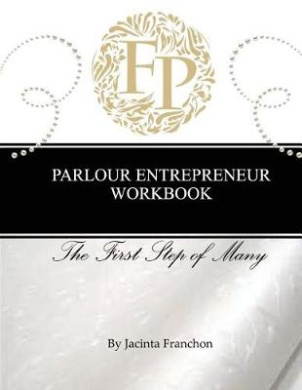 FP
PARLOUR ENTREPRENEUR
WORKBOOK
The First Step of Many
By Jacinta Franchon